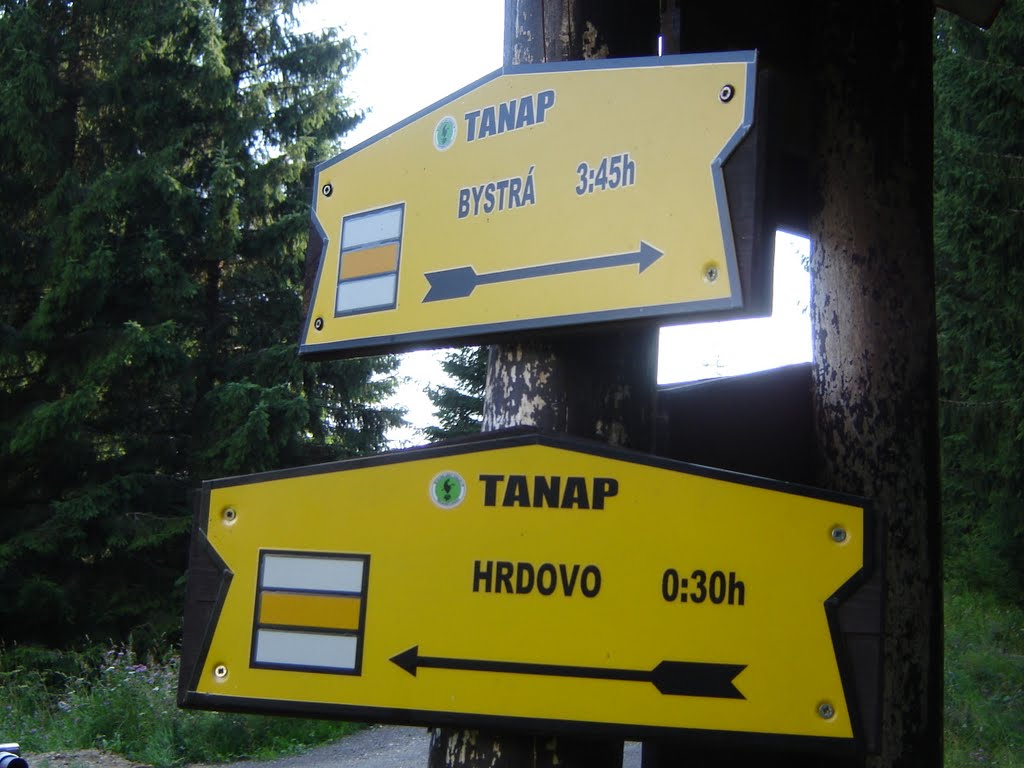 TANAP
BYSTRÁ 3:45h
TANAP
HRDOVO 0:30h